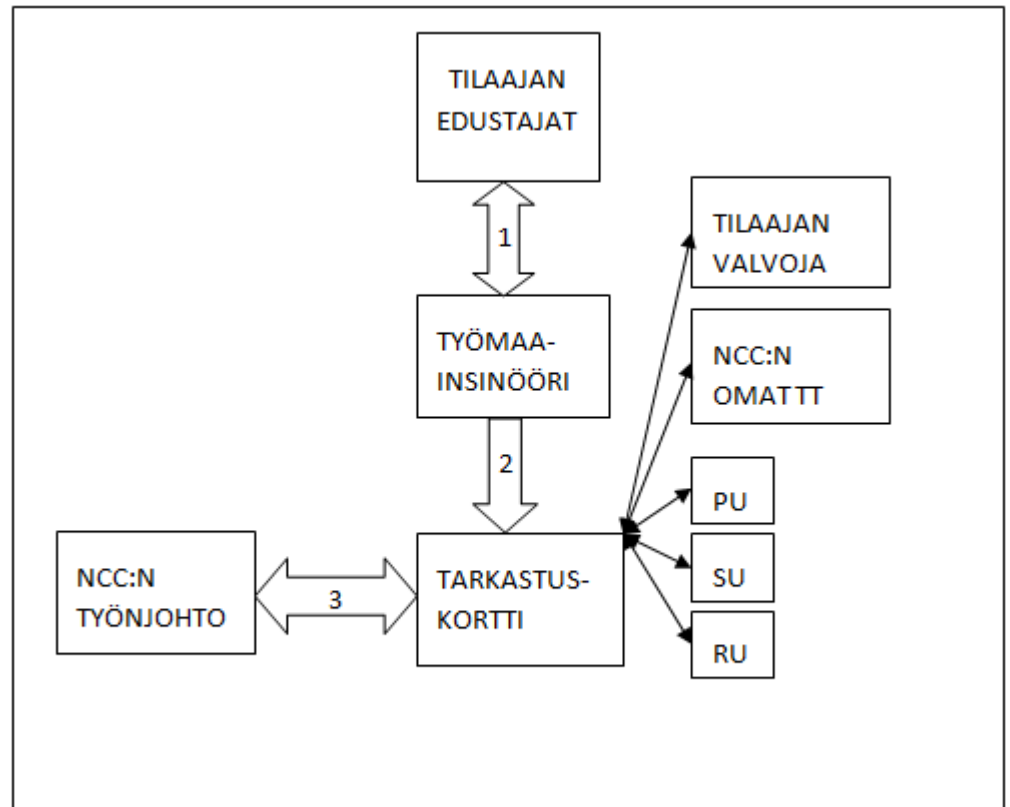 TILAAJAN
EDUSTAJAT
1
TILAAJAN
VALVOJA
TYÖMAA-
INSINÖÖRI
NCC:N
OMAT TT
2
PU
NCC:N
TYÖNJOHTO
3
TARKASTUS-
KORTTI
SU
RU